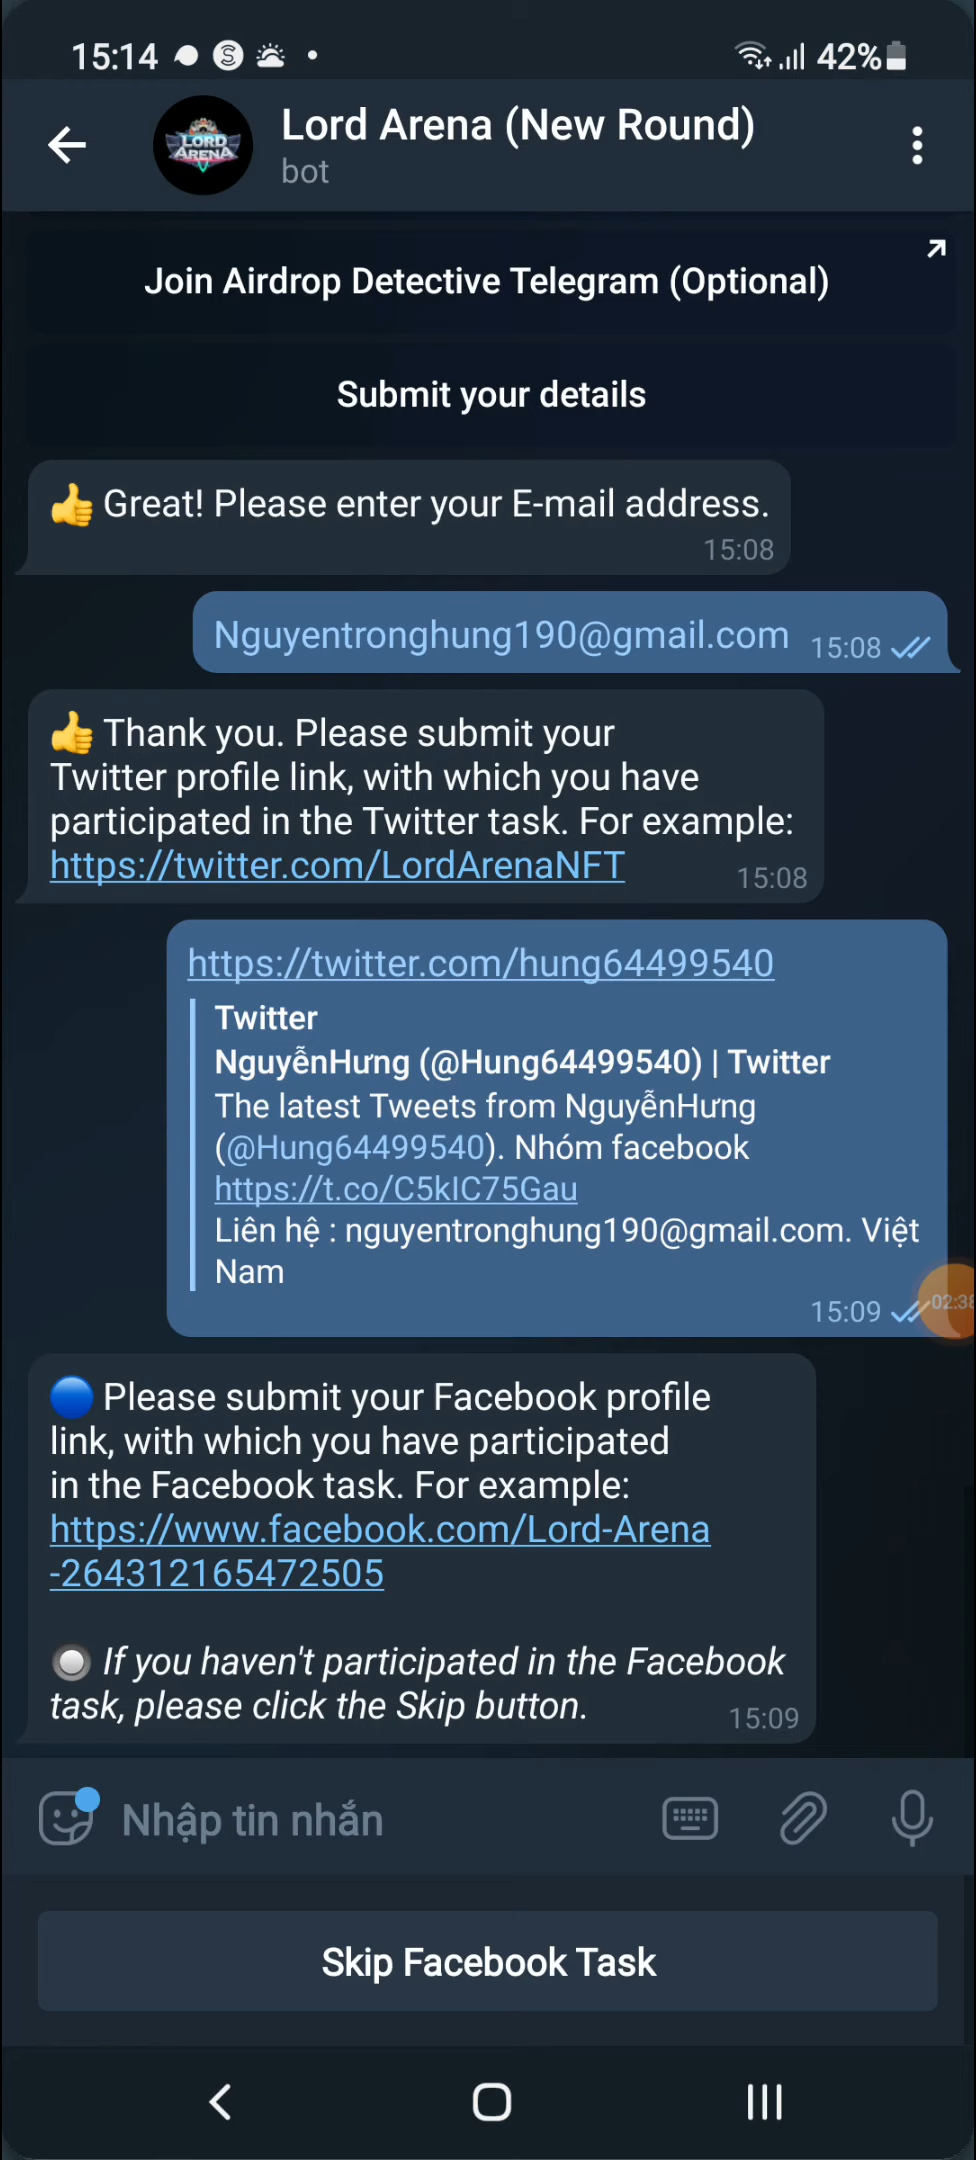 15:14
42%
LORD
ARENA
Lord Arena (New Round)
bot
Join Airdrop Detective Telegram (Optional)
Submit your details
👍 Great! Please enter your E-mail address.
15:08
Nguyentronghung190@gmail.com
15:08
👍 Thank you. Please submit your
Twitter profile link, with which you have
participated in the Twitter task. For example:
https://twitter.com/LordArenaNFT
15:08
https://twitter.com/hung64499540
Twitter
NguyễnHưng (@Hung64499540) | Twitter
The latest Tweets from NguyễnHưng
(@Hung64499540). Nhóm facebook
https://t.co/C5kIC75Gau
Liên hệ : nguyentronghung190@gmail.com. Việt
Nam
15:09
02:38
🔵 Please submit your Facebook profile
link, with which you have participated
in the Facebook task. For example:
https://www.facebook.com/Lord-Arena
-264312165472505
🔘 If you haven't participated in the Facebook
task, please click the Skip button.
15:09
Nhập tin nhắn
Skip Facebook Task